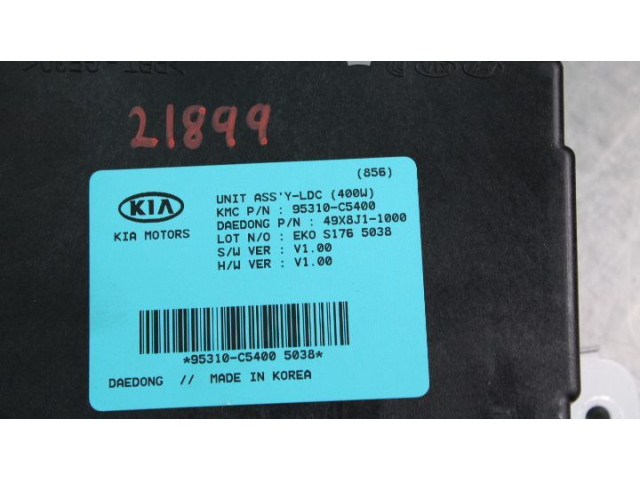 21899
(856)
KIA
KIA MOTORS
UNIT ASS'Y-LDC (400W)
KMC P/N : 95310-C5400
DAEDONG P/N : 49X8J1-1000
LOT N/O : EKO S176 5038
S/W VER : V1.00
H/W VER : V1.00
*95310-C5400 5038*
DAEDONG // MADE IN KOREA